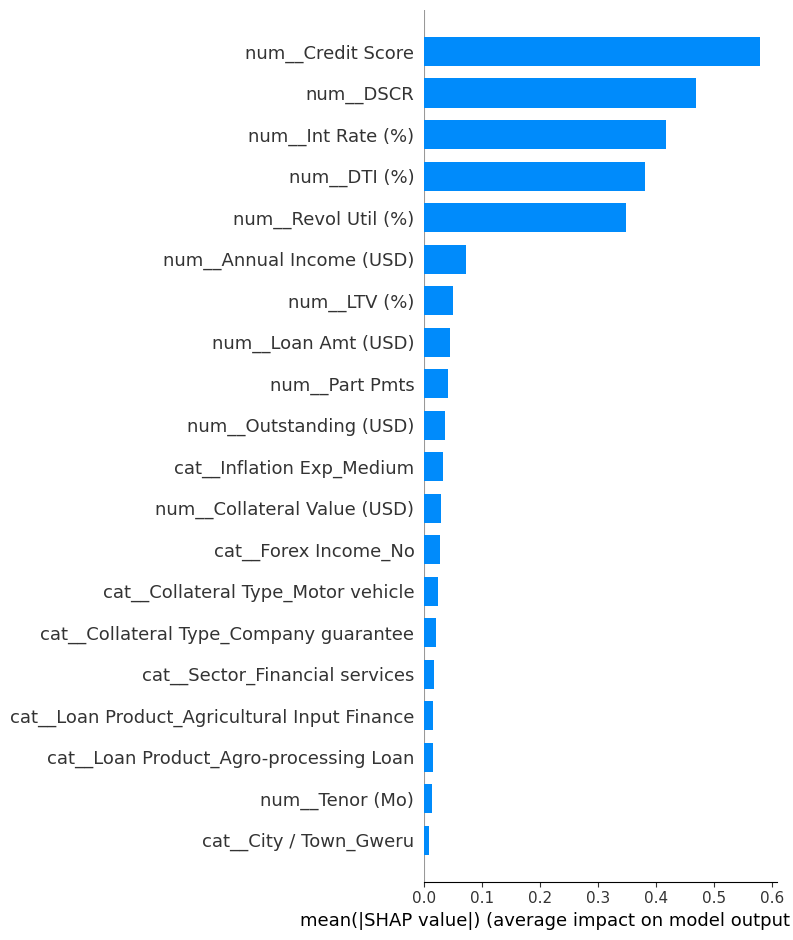 num__Credit Score
num__DSCR
num__Int Rate (%)
num__DTI (%)
num__Revol Util (%)
num__Annual Income (USD)
num__LTV (%)
num__Loan Amt (USD)
num__Part Pmts
num__Outstanding (USD)
cat__Inflation Exp_Medium
num__Collateral Value (USD)
cat__Forex Income_No
cat__Collateral Type_Motor vehicle
cat__Collateral Type_Company guarantee
cat__Sector_Financial services
cat__Loan Product_Agricultural Input Finance
cat__Loan Product_Agro-processing Loan
num__Tenor (Mo)
cat__City / Town_Gweru
0.0 0.1 0.2 0.3 0.4 0.5 0.6
mean(|SHAP value|) (average impact on model output